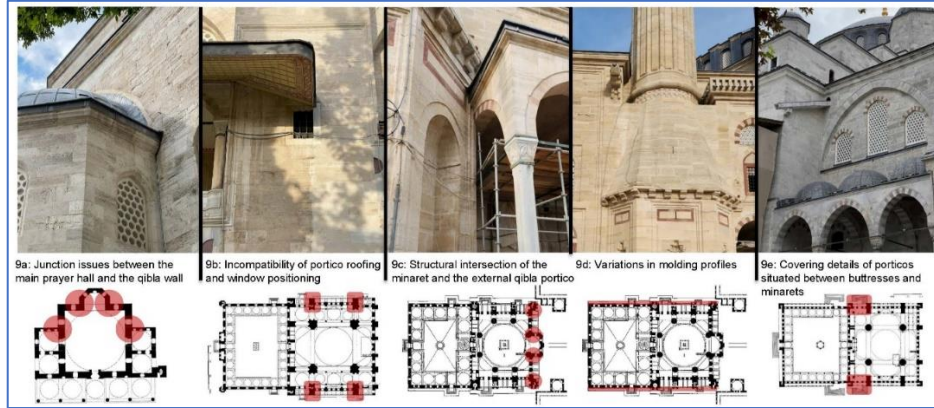 9a: Junction issues between the
main prayer hall and the qibla wall
9b: Incompatibility of portico roofing
and window positioning
9c: Structural intersection of the
minaret and the external qibla portico
9d: Variations in molding profiles
9e: Covering details of porticos
situated between buttresses and
minarets